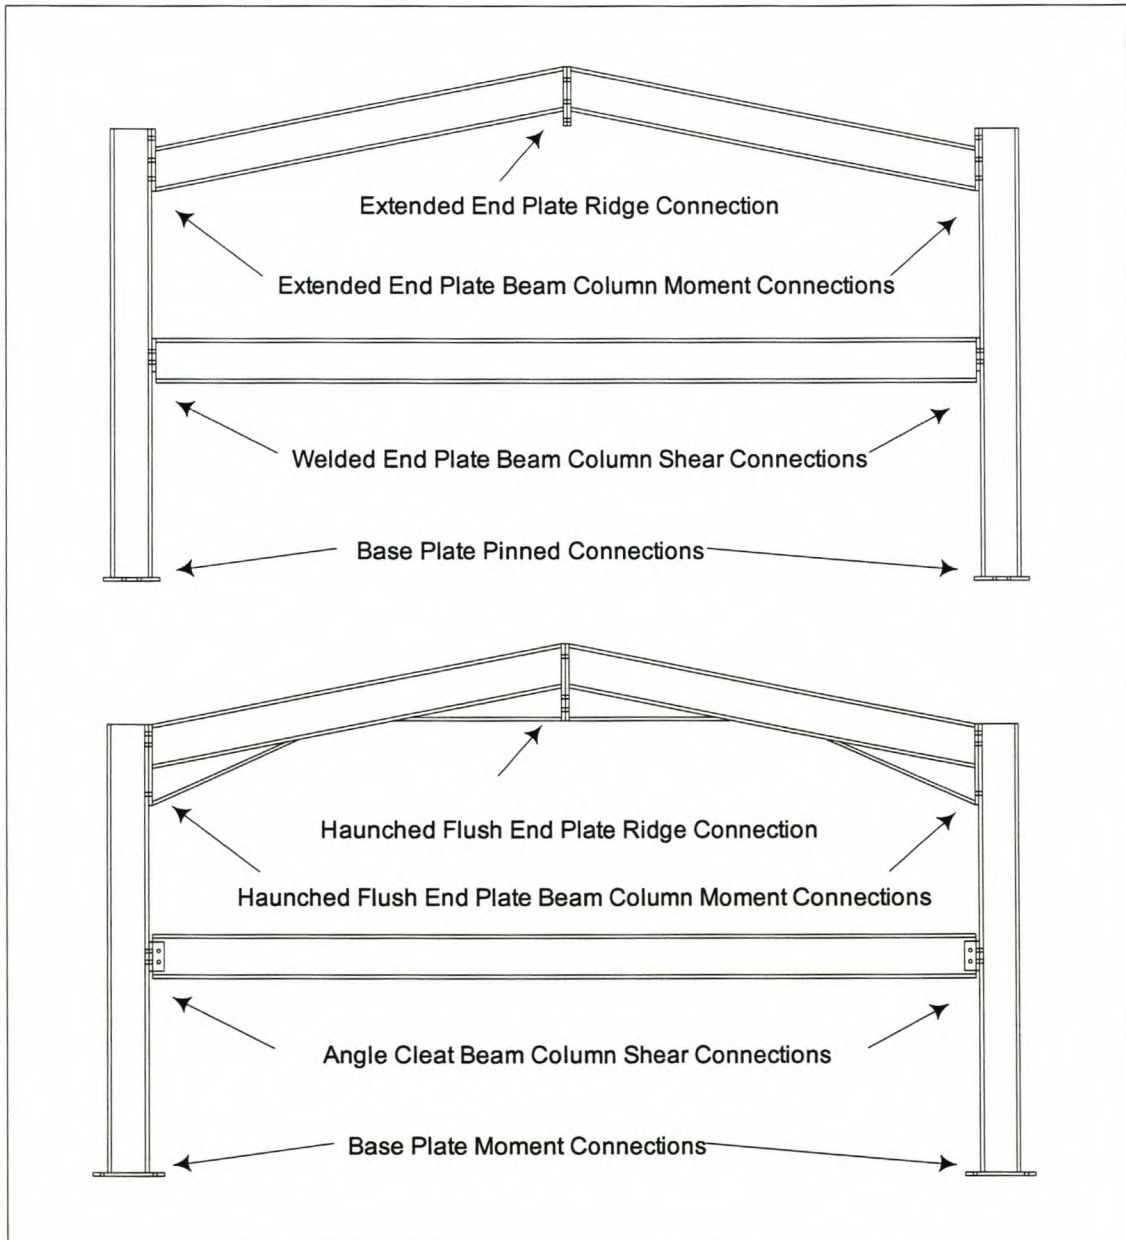 Extended End Plate Ridge Connection
Extended End Plate Beam Column Moment Connections
Welded End Plate Beam Column Shear Connections
Base Plate Pinned Connections
Haunched Flush End Plate Ridge Connection
Haunched Flush End Plate Beam Column Moment Connections
Angle Cleat Beam Column Shear Connections
Base Plate Moment Connections